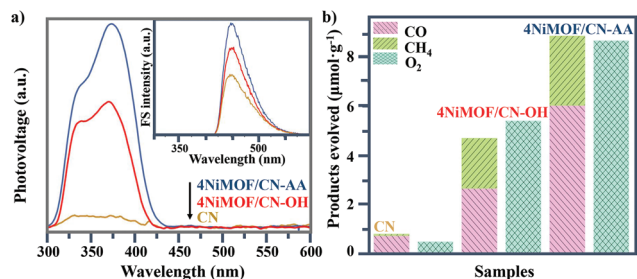 a)
Photovoltage (a.u.)
FS intensity (a.u.)
350
500
Wavelength (nm)
4NiMOF/CN-AA
4NiMOF/CN-OH
CN
300
350
400
450
500
550
600
Wavelength (nm)
b)
Products evolved (μmol·g⁻¹)
8
6
4
2
0
CO
CH₄
O₂
4NiMOF/CN-AA
4NiMOF/CN-OH
CN
Samples